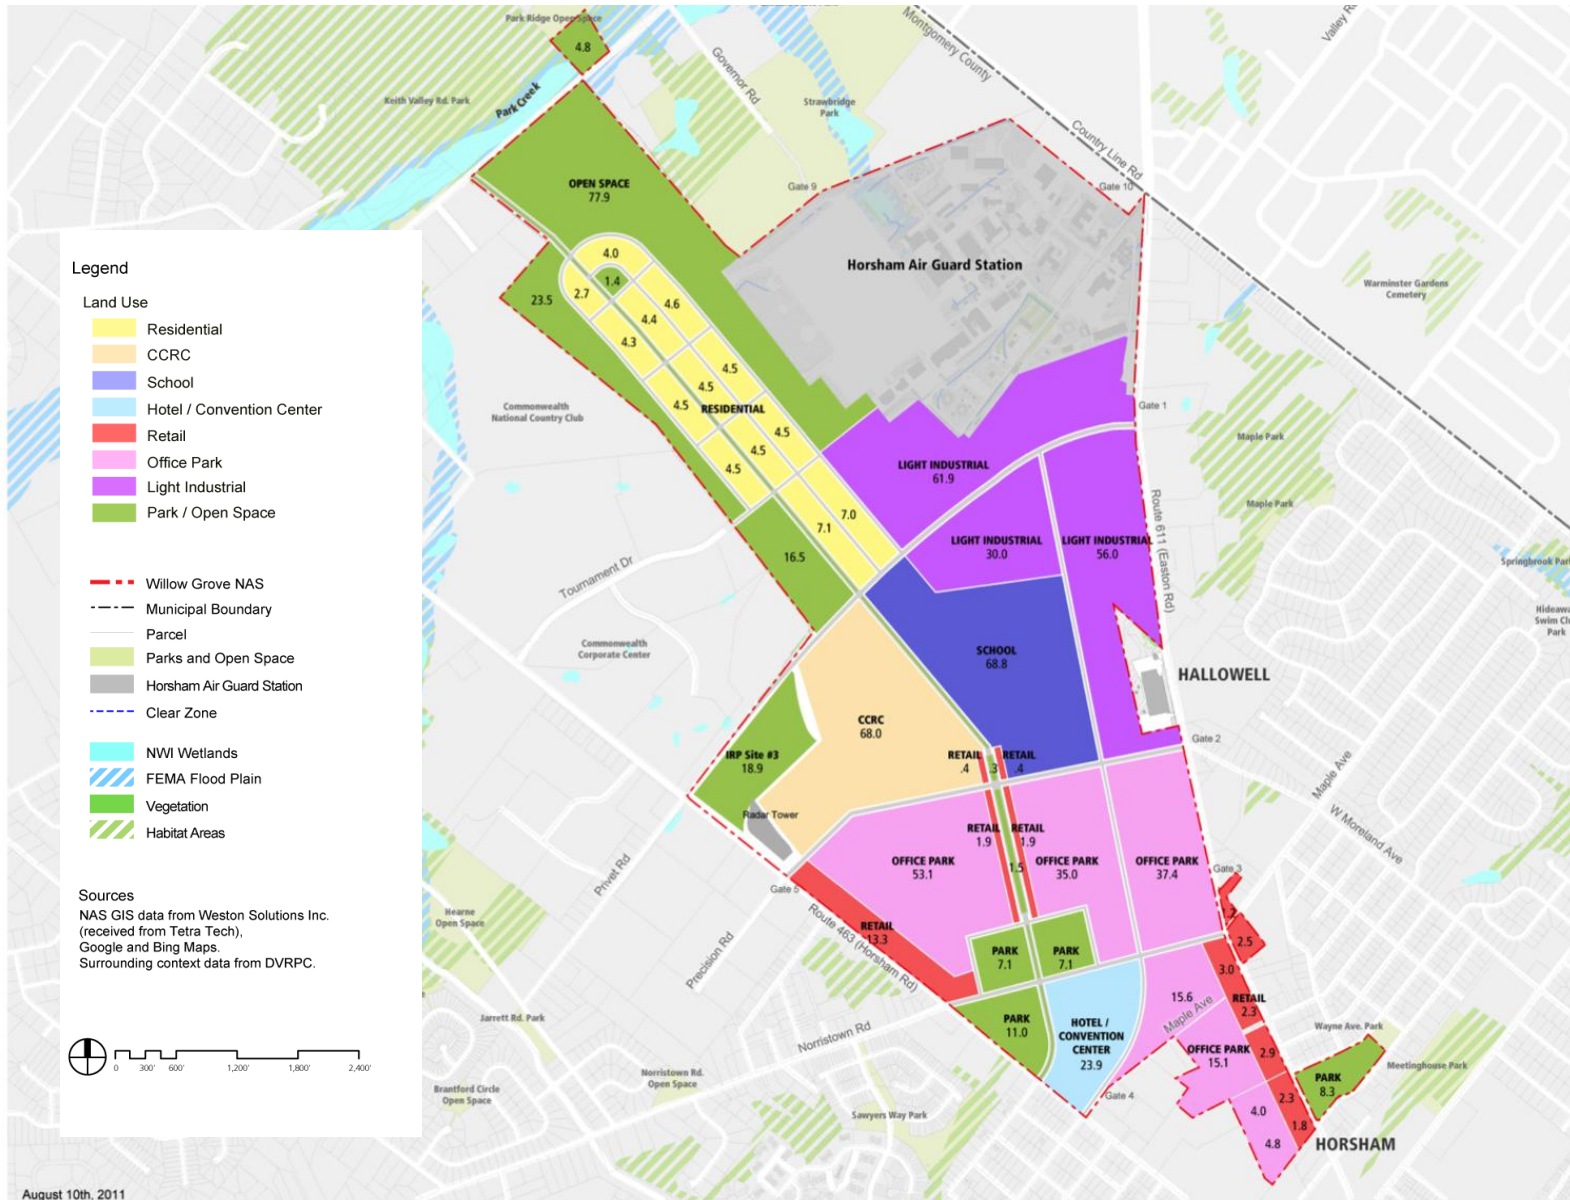 Park Ridge Open Space
4.8
Keith Valley Rd. Park
Park Creek
Governor Rd
Strawbridge
Park
Montgomery County
Country Line Rd
Gate 9
Gate 10
OPEN SPACE
77.9
Horsham Air Guard Station
Warminster Gardens
Cemetery
Legend
Land Use
Residential
CCRC
School
Hotel / Convention Center
Retail
Office Park
Light Industrial
Park / Open Space
Willow Grove NAS
Municipal Boundary
Parcel
Parks and Open Space
Horsham Air Guard Station
Clear Zone
NWI Wetlands
FEMA Flood Plain
Vegetation
Habitat Areas
Sources
NAS GIS data from Weston Solutions Inc.
(received from Tetra Tech),
Google and Bing Maps.
Surrounding context data from DVRPC.
0 300' 600' 1,200' 1,800' 2,400'
4.0
1.4
2.7
23.5
4.6
4.4
4.3
4.5
4.5
4.5
RESIDENTIAL
4.5
4.5
4.5
7.0
7.1
16.5
Commonwealth
National Country Club
Gate 1
Maple Park
Maple Park
LIGHT INDUSTRIAL
61.9
LIGHT INDUSTRIAL
30.0
LIGHT INDUSTRIAL
56.0
Route 611 (Easton Rd)
Tournament Dr
Commonwealth
Corporate Center
SCHOOL
68.8
HALLOWELL
CCRC
68.0
IRP Site #3
18.9
Radar Tower
RETAIL
.4
.3
RETAIL
.4
Gate 2
Maple Ave
W Moreland Ave
RETAIL
1.9
RETAIL
1.9
1.5
OFFICE PARK
53.1
OFFICE PARK
35.0
OFFICE PARK
37.4
Gate 3
Gate 5
Privet Rd
Precision Rd
Route 463 (Horsham Rd)
RETAIL
13.3
PARK
7.1
PARK
7.1
PARK
11.0
HOTEL /
CONVENTION
CENTER
23.9
Gate 4
15.6
Maple Ave
OFFICE PARK
15.1
2.5
3.0
RETAIL
2.3
2.9
2.3
1.8
4.0
4.8
PARK
8.3
Wayne Ave. Park
Meetinghouse Park
HORSHAM
Hearne
Open Space
Jarrett Rd. Park
Norristown Rd
Norristown Rd.
Open Space
Brantford Circle
Open Space
Sawyers Way Park
August 10th, 2011